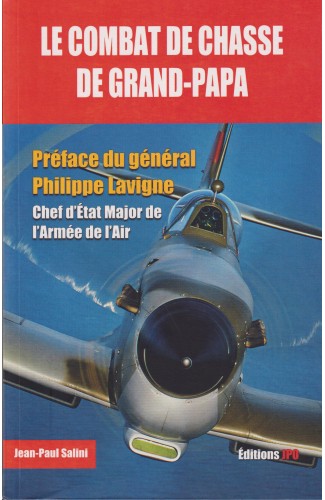 LE COMBAT DE CHASSE
DE GRAND-PAPA
Préface du général
Philippe Lavigne
Chef d'État Major de
l'Armée de l'Air
Jean-Paul Salini
Éditions JPO